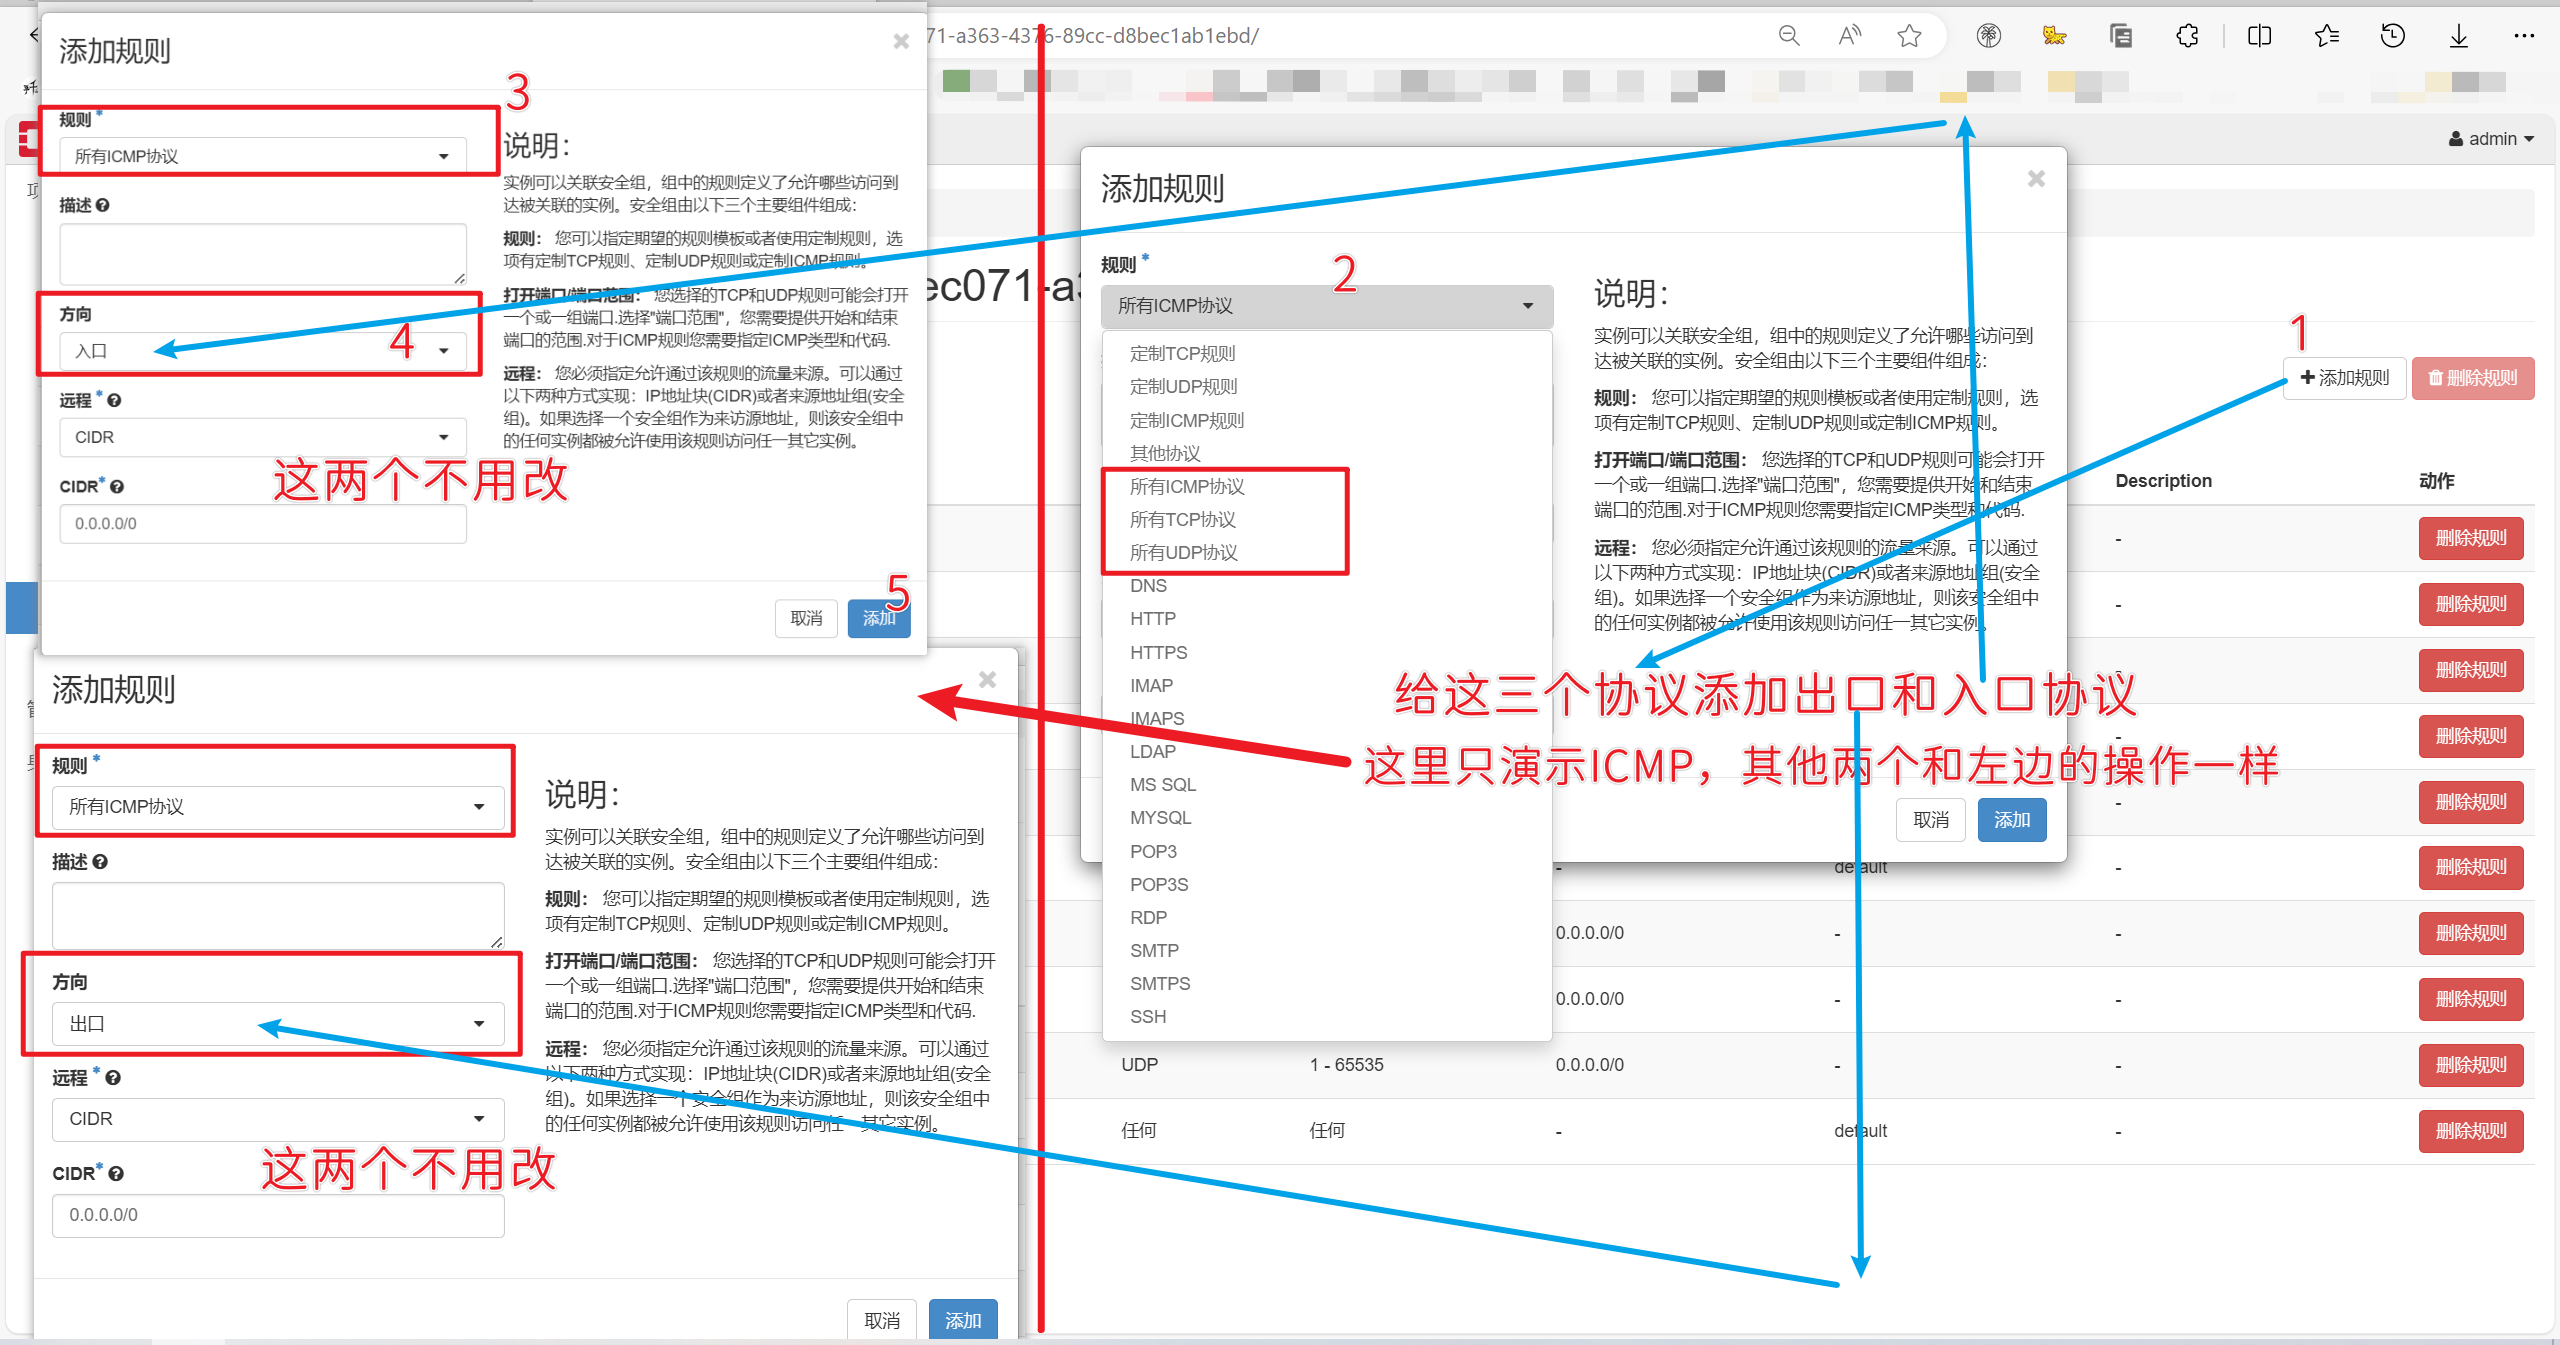 71-a363-4376-89cc-d8bec1ab1ebd/
admin
ec071-a3
1
+添加规则
删除规则
Description
动作
添加规则
3
规则 *
所有ICMP协议
描述
方向
4
入口
远程 *
CIDR
这两个不用改
CIDR*
0.0.0.0/0
说明：
实例可以关联安全组，组中的规则定义了允许哪些访问到
达被关联的实例。安全组由以下三个主要组件组成：
规则： 您可以指定期望的规则模板或者使用定制规则，选
项有定制TCP规则、定制UDP规则或定制ICMP规则。
打开端口/端口范围： 您选择的TCP和UDP规则可能会打开
一个或一组端口.选择"端口范围"，您需要提供开始和结束
端口的范围.对于ICMP规则您需要指定ICMP类型和代码.
远程： 您必须指定允许通过该规则的流量来源。可以通过
以下两种方式实现：IP地址块(CIDR)或者来源地址组(安全
组)。如果选择一个安全组作为来访源地址，则该安全组中
的任何实例都被允许使用该规则访问任一其它实例。
5
取消
添加
添加规则
规则 *
所有ICMP协议
描述
方向
出口
远程 *
CIDR
这两个不用改
CIDR*
0.0.0.0/0
说明：
实例可以关联安全组，组中的规则定义了允许哪些访问到
达被关联的实例。安全组由以下三个主要组件组成：
规则： 您可以指定期望的规则模板或者使用定制规则，选
项有定制TCP规则、定制UDP规则或定制ICMP规则。
打开端口/端口范围： 您选择的TCP和UDP规则可能会打开
一个或一组端口.选择"端口范围"，您需要提供开始和结束
端口的范围.对于ICMP规则您需要指定ICMP类型和代码.
远程： 您必须指定允许通过该规则的流量来源。可以通过
以下两种方式实现：IP地址块(CIDR)或者来源地址组(安全
组)。如果选择一个安全组作为来访源地址，则该安全组中
的任何实例都被允许使用该规则访问任一其它实例。
取消
添加
添加规则
规则 *
2
所有ICMP协议
定制TCP规则
定制UDP规则
定制ICMP规则
其他协议
所有ICMP协议
所有TCP协议
所有UDP协议
DNS
HTTP
HTTPS
IMAP
IMAPS
LDAP
MS SQL
MYSQL
POP3
POP3S
RDP
SMTP
SMTPS
SSH
说明：
实例可以关联安全组，组中的规则定义了允许哪些访问到
达被关联的实例。安全组由以下三个主要组件组成：
规则： 您可以指定期望的规则模板或者使用定制规则，选
项有定制TCP规则、定制UDP规则或定制ICMP规则。
打开端口/端口范围： 您选择的TCP和UDP规则可能会打开
一个或一组端口.选择"端口范围"，您需要提供开始和结束
端口的范围.对于ICMP规则您需要指定ICMP类型和代码.
远程： 您必须指定允许通过该规则的流量来源。可以通过
以下两种方式实现：IP地址块(CIDR)或者来源地址组(安全
组)。如果选择一个安全组作为来访源地址，则该安全组中
的任何实例都被允许使用该规则访问任一其它实例。
给这三个协议添加出口和入口协议
这里只演示ICMP，其他两个和左边的操作一样
取消
添加
- 删除规则
- 删除规则
- 删除规则
- 删除规则
- 删除规则
- default - 删除规则
0.0.0.0/0 - - 删除规则
0.0.0.0/0 - - 删除规则
UDP 1 - 65535 0.0.0.0/0 - - 删除规则
任何 任何 - default - 删除规则